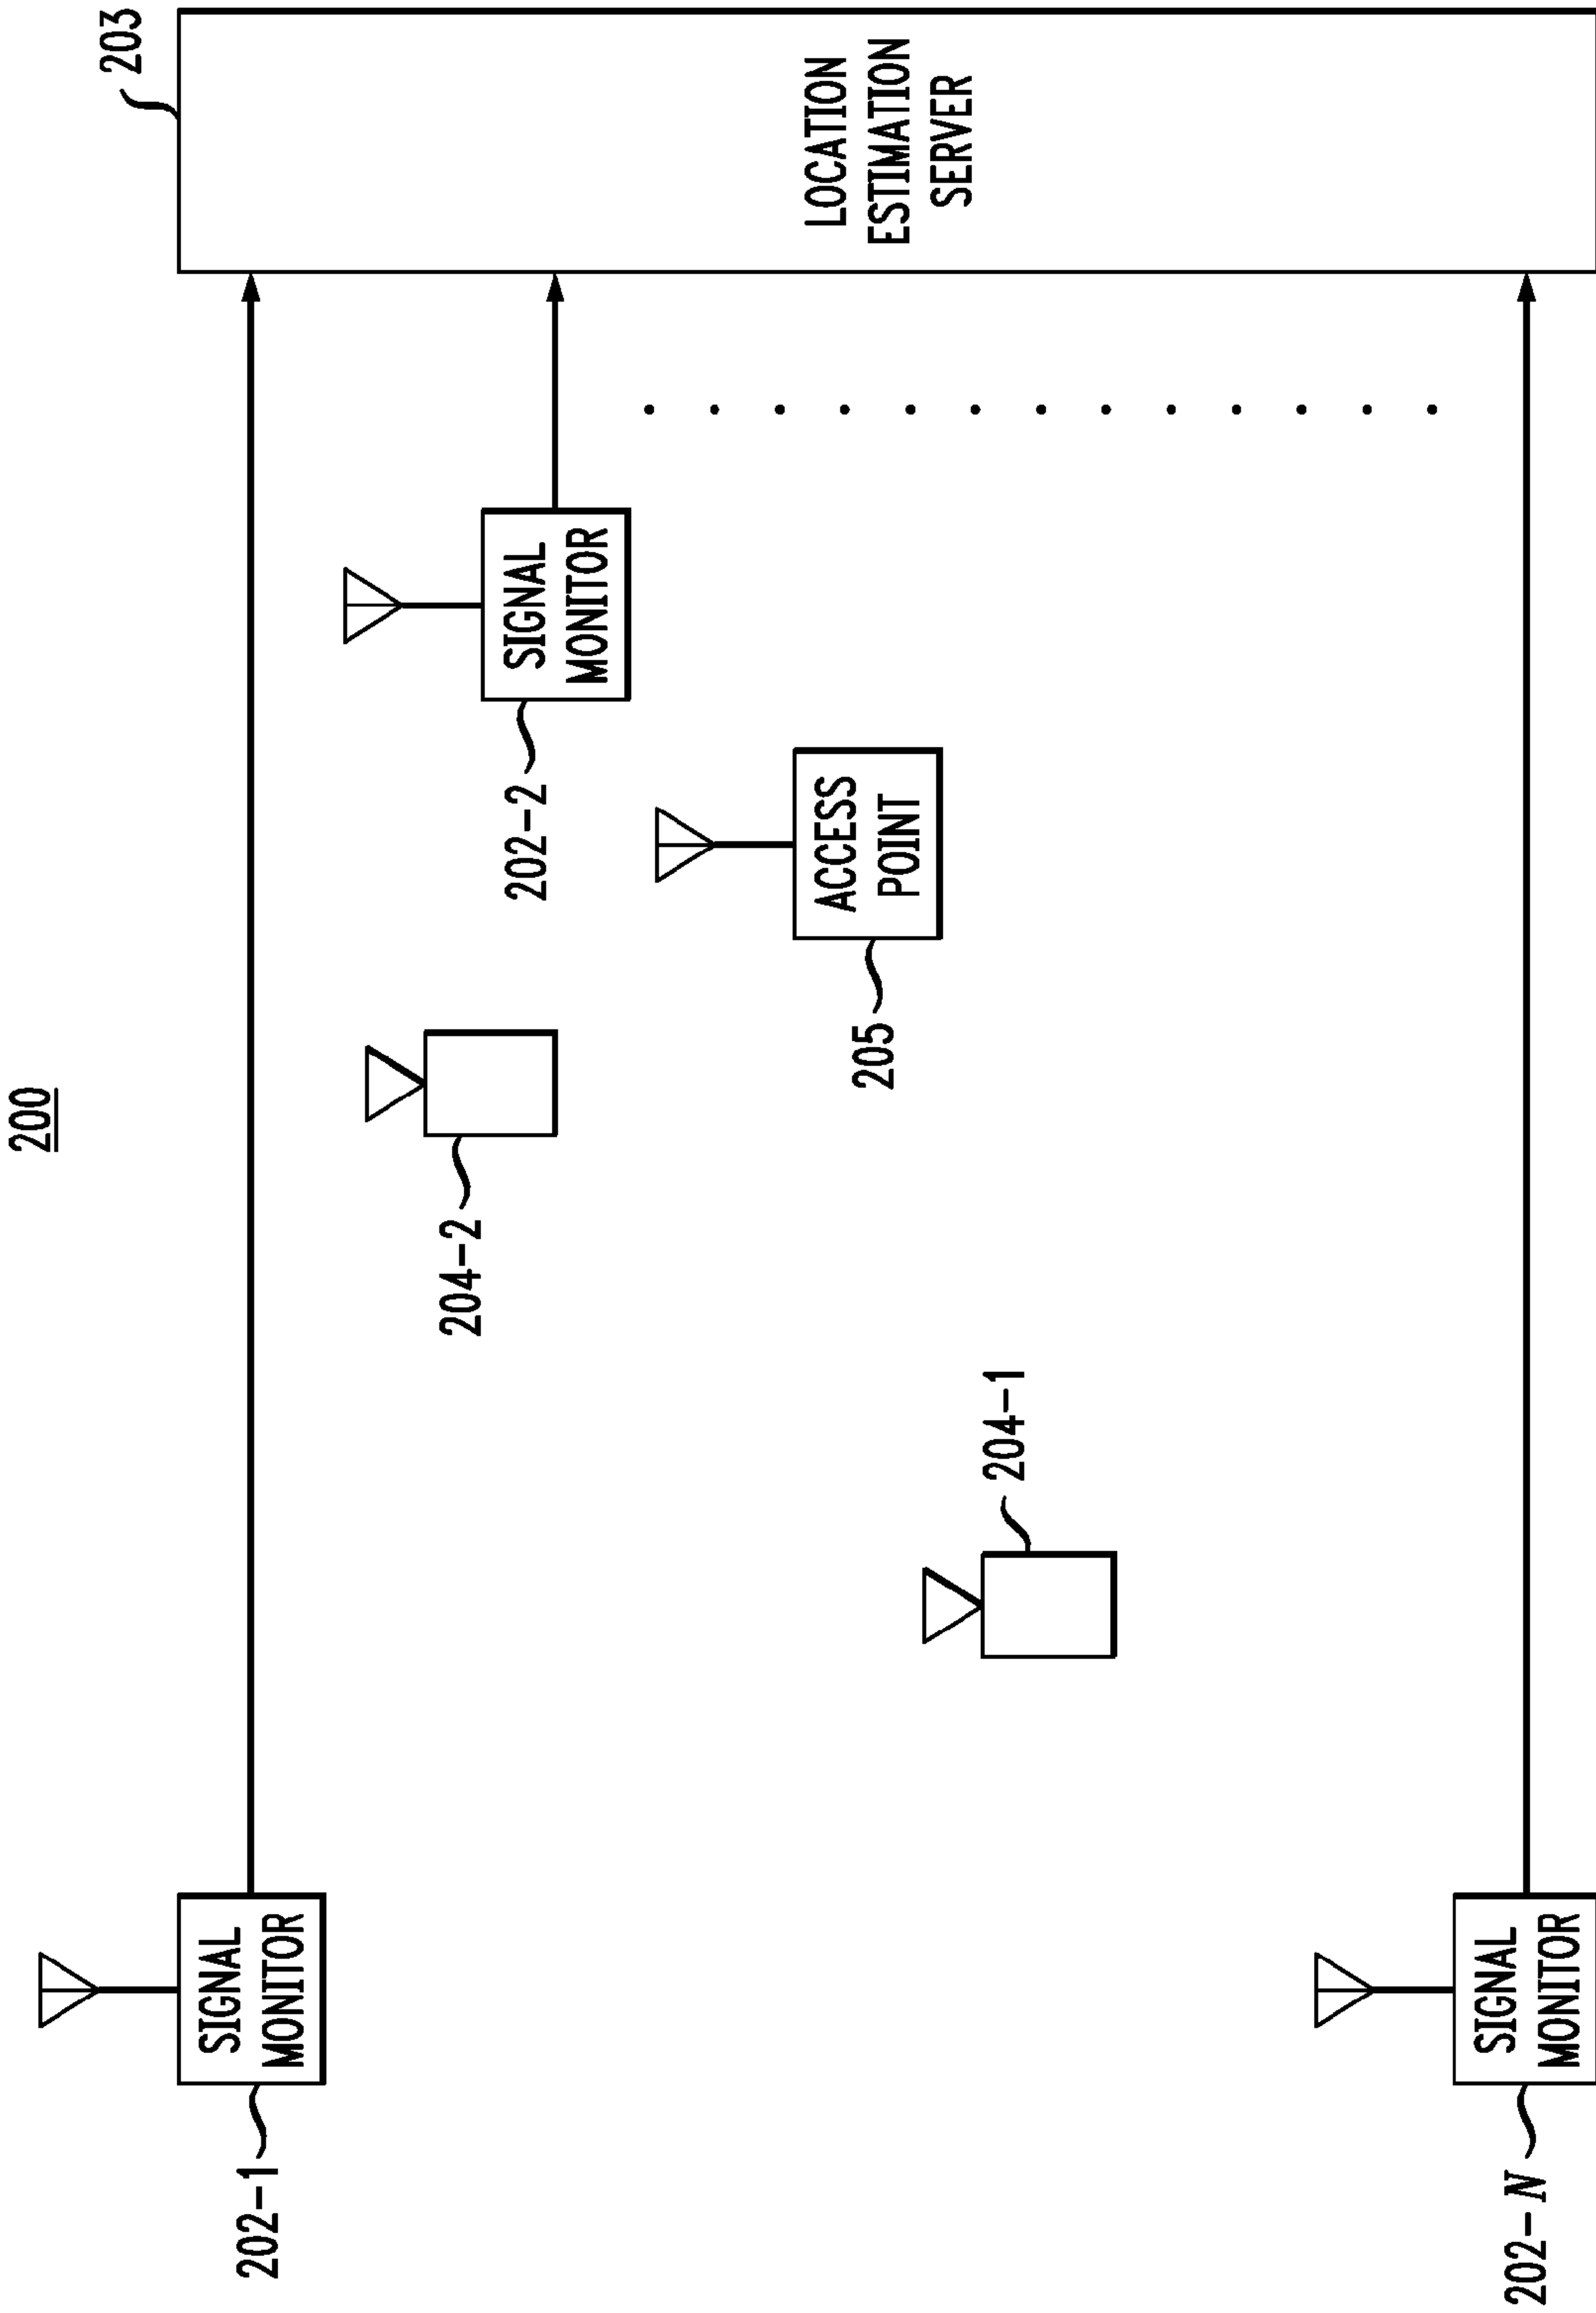 200
203
SIGNAL
MONITOR
202-1
SIGNAL
MONITOR
202-2
204-2
ACCESS
POINT
205
LOCATION
ESTIMATION
SERVER
204-1
SIGNAL
MONITOR
202-N